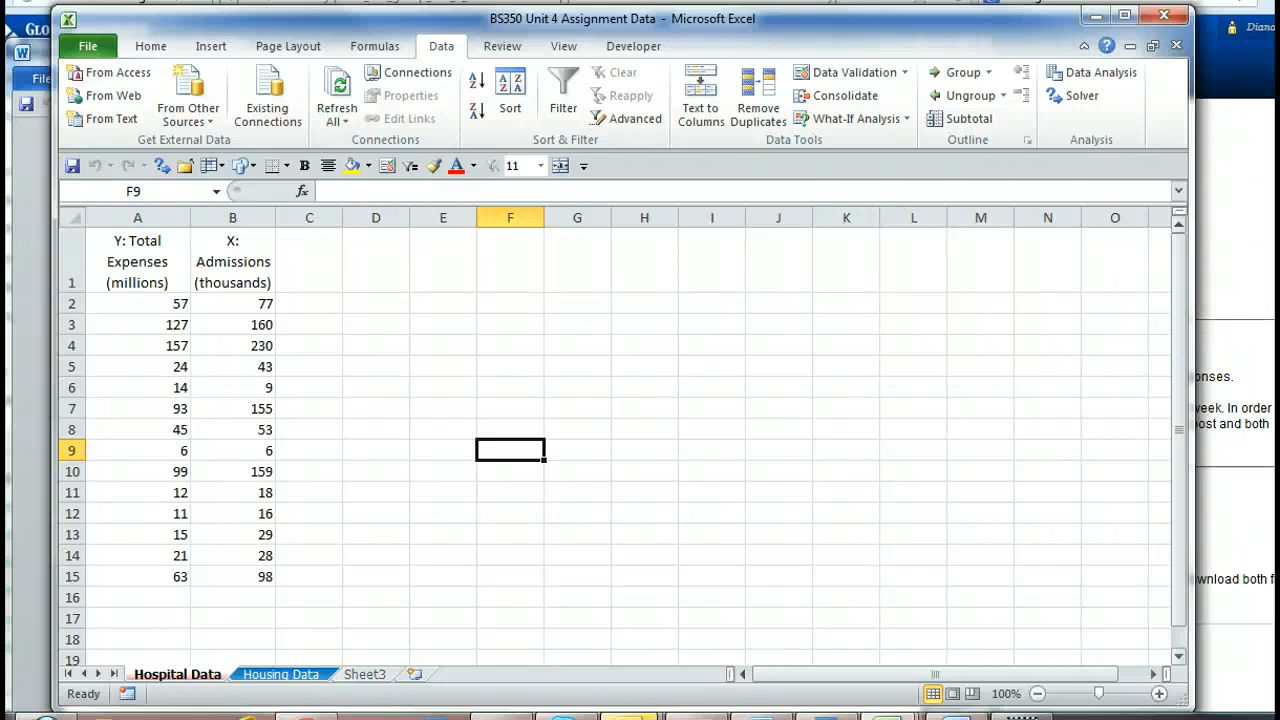 BS350 Unit 4 Assignment Data - Microsoft Excel
GLO
Diana
File Home Insert Page Layout Formulas Data Review View Developer
File
From Access
From Web
From Text
From Other
Sources
Existing
Connections
Get External Data
Refresh
All
Connections
Properties
Edit Links
Connections
Sort
Filter
Clear
Reapply
Advanced
Sort & Filter
Text to
Columns
Remove
Duplicates
Data Validation
Consolidate
What-If Analysis
Data Tools
Group
Ungroup
Subtotal
Outline
Data Analysis
Solver
Analysis
11
F9
fx
A B C D E F G H I J K L M N O
Y: Total
Expenses
(millions)
X:
Admissions
(thousands)
1
2 57 77
3 127 160
4 157 230
5 24 43
6 14 9
7 93 155
8 45 53
9 6 6
10 99 159
11 12 18
12 11 16
13 15 29
14 21 28
15 63 98
16
17
18
19
onses.
week. In order
post and both
wnload both f
Hospital Data Housing Data Sheet3
Ready
100%